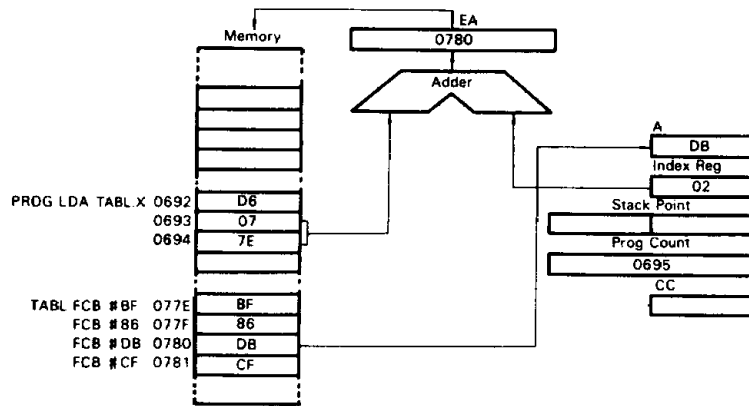 EA
Memory
0780
Adder
A
DB
Index Reg
02
Stack Point
Prog Count
0695
CC
PROG LDA TABL.X 0692 D6
0693 07
0694 7E
TABL FCB #BF 077E BF
FCB #86 077F 86
FCB #DB 0780 DB
FCB #CF 0781 CF